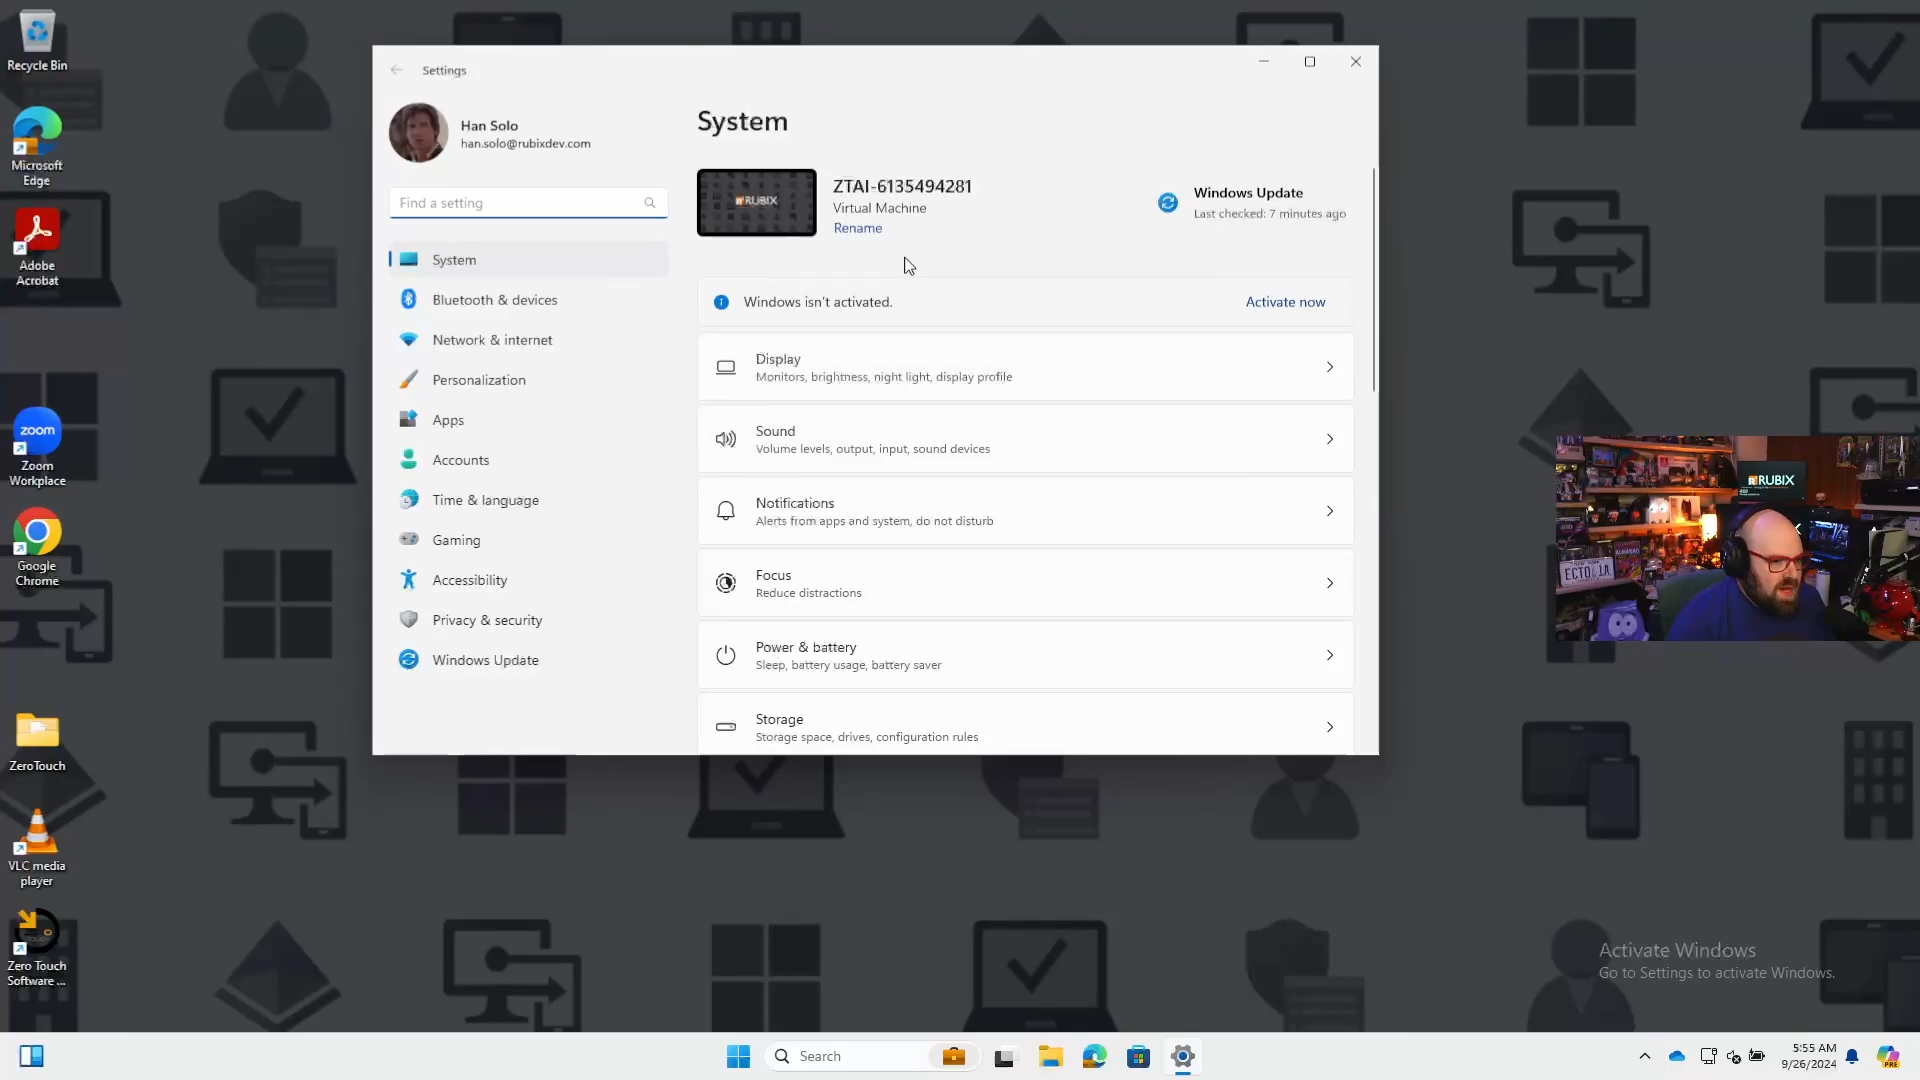 Recycle Bin
Microsoft
Edge
Adobe
Acrobat
zoom
Zoom
Workplace
Google
Chrome
ZeroTouch
VLC media
player
Zero Touch
Software ...
Settings
Han Solo
han.solo@rubixdev.com
Find a setting
System
Bluetooth & devices
Network & internet
Personalization
Apps
Accounts
Time & language
Gaming
Accessibility
Privacy & security
Windows Update
System
RUBIX
ZTAI-6135494281
Virtual Machine
Rename
Windows Update
Last checked: 7 minutes ago
Windows isn't activated.
Activate now
Display
Monitors, brightness, night light, display profile
Sound
Volume levels, output, input, sound devices
Notifications
Alerts from apps and system, do not disturb
Focus
Reduce distractions
Power & battery
Sleep, battery usage, battery saver
Storage
Storage space, drives, configuration rules
RUBIX
ALMANAC
ECTO-1A
Activate Windows
Go to Settings to activate Windows.
Search
5:55 AM
9/26/2024
PRE